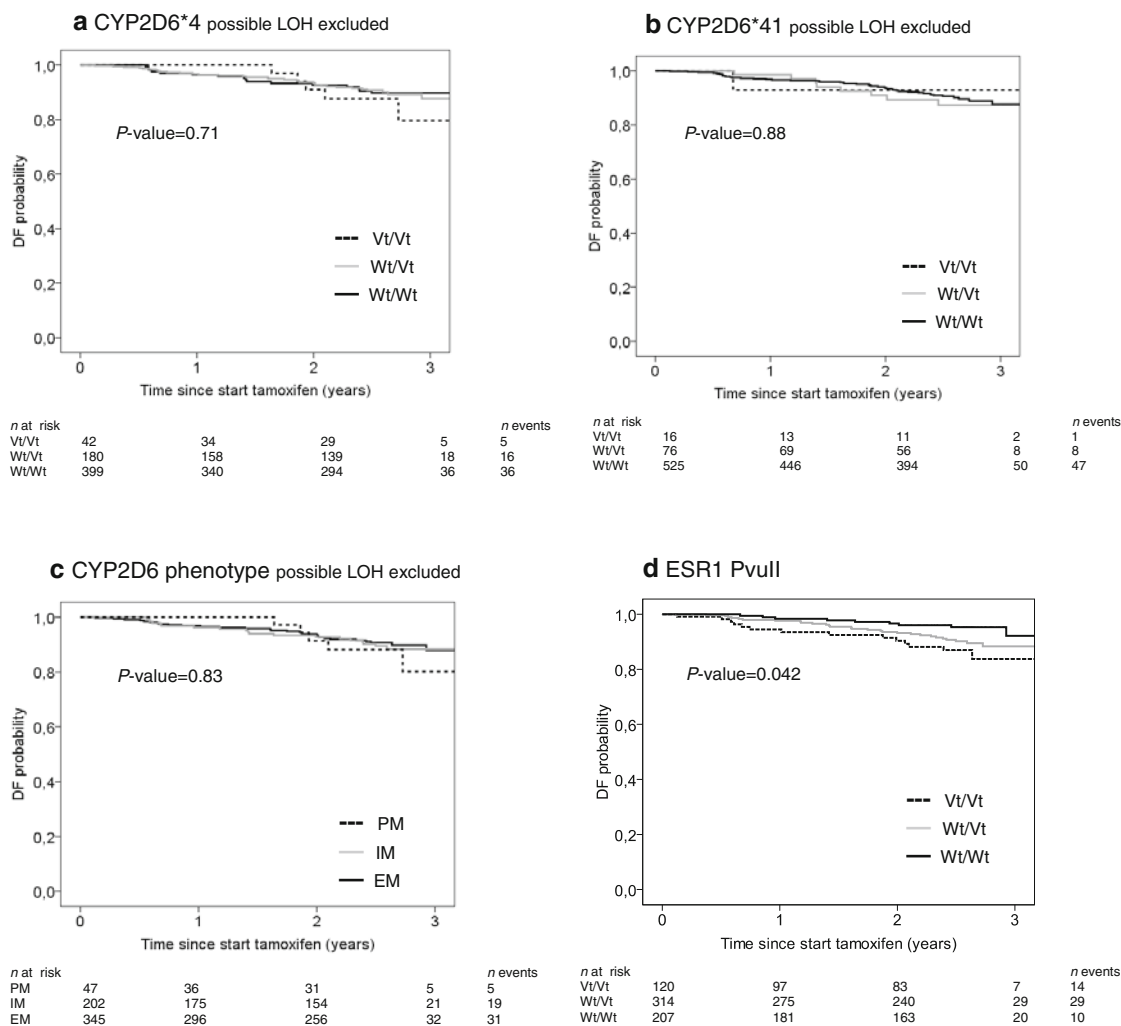 a CYP2D6*4 possible LOH excluded
1,0
0,8
0,6
0,4
0,2
0,0
DF probability
P-value=0.71
Vt/Vt
Wt/Vt
Wt/Wt
0 1 2 3
Time since start tamoxifen (years)
n at risk n events
Vt/Vt 42 34 29 5 5
Wt/Vt 180 158 139 18 16
Wt/Wt 399 340 294 36 36
b CYP2D6*41 possible LOH excluded
1,0
0,8
0,6
0,4
0,2
0,0
DF probability
P-value=0.88
Vt/Vt
Wt/Vt
Wt/Wt
0 1 2 3
Time since start tamoxifen (years)
n at risk n events
Vt/Vt 16 13 11 2 1
Wt/Vt 76 69 56 8 8
Wt/Wt 525 446 394 50 47
c CYP2D6 phenotype possible LOH excluded
1,0
0,8
0,6
0,4
0,2
0,0
DF probability
P-value=0.83
PM
IM
EM
0 1 2 3
Time since start tamoxifen (years)
n at risk n events
PM 47 36 31 5 5
IM 202 175 154 21 19
EM 345 296 256 32 31
d ESR1 PvuII
1,0
0,8
0,6
0,4
0,2
0,0
DF probability
P-value=0.042
Vt/Vt
Wt/Vt
Wt/Wt
0 1 2 3
Time since start tamoxifen (years)
n at risk n events
Vt/Vt 120 97 83 7 14
Wt/Vt 314 275 240 29 29
Wt/Wt 207 181 163 20 10